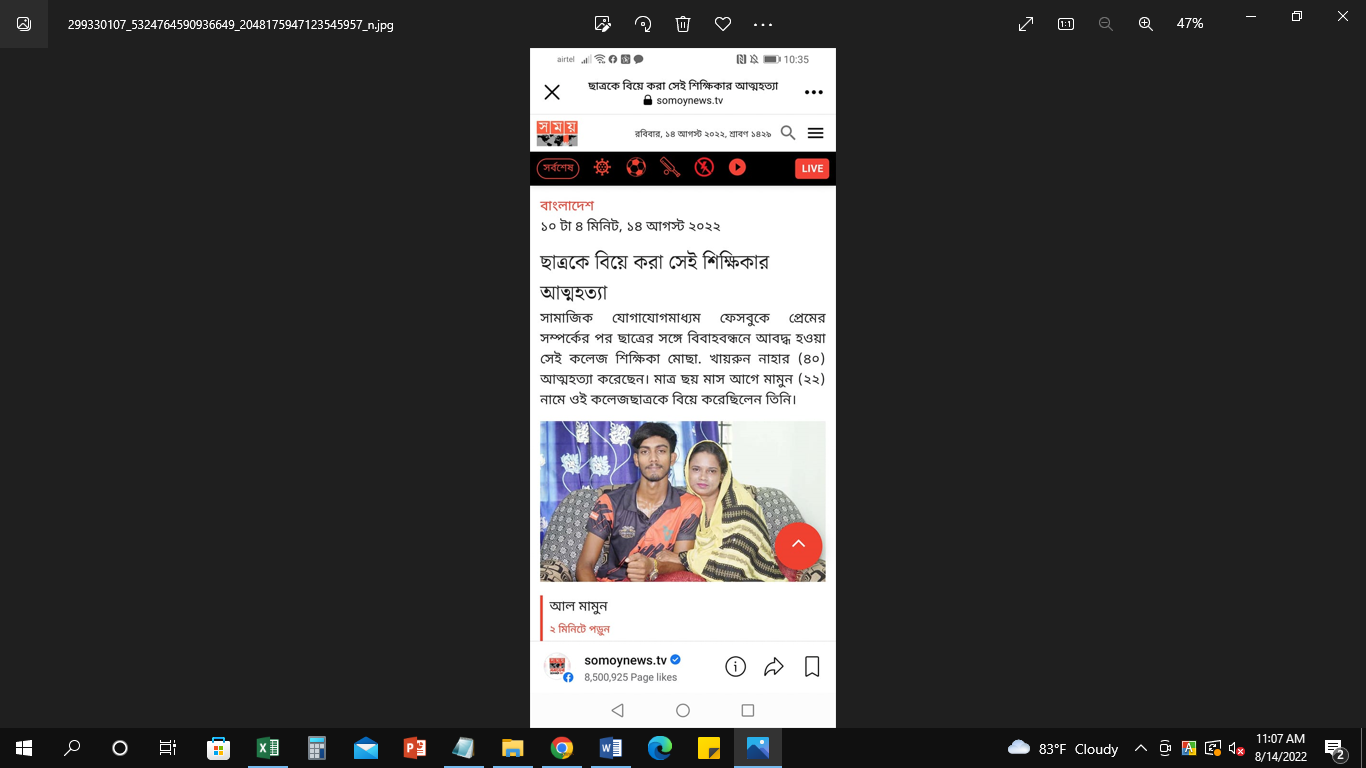 299330107_5324764590936649_2048175947123545957_n.jpg
47%
airtel
10:35
ছাত্রকে বিয়ে করা সেই শিক্ষিকার আত্মহত্যা
somoynews.tv
সময়
রবিবার, ১৪ আগস্ট ২০২২, শ্রাবণ ১৪২৯
সর্বশেষ
LIVE
বাংলাদেশ
১০ টা ৪ মিনিট, ১৪ আগস্ট ২০২২
ছাত্রকে বিয়ে করা সেই শিক্ষিকার
আত্মহত্যা
সামাজিক যোগাযোগমাধ্যম ফেসবুকে প্রেমের
সম্পর্কের পর ছাত্রের সঙ্গে বিবাহবন্ধনে আবদ্ধ হওয়া
সেই কলেজ শিক্ষিকা মোছা. খায়রুন নাহার (৪০)
আত্মহত্যা করেছেন। মাত্র ছয় মাস আগে মামুন (২২)
নামে ওই কলেজছাত্রকে বিয়ে করেছিলেন তিনি।
আল মামুন
২ মিনিটে পড়ুন
somoynews.tv
8,500,925 Page likes
83°F Cloudy
11:07 AM
8/14/2022
2